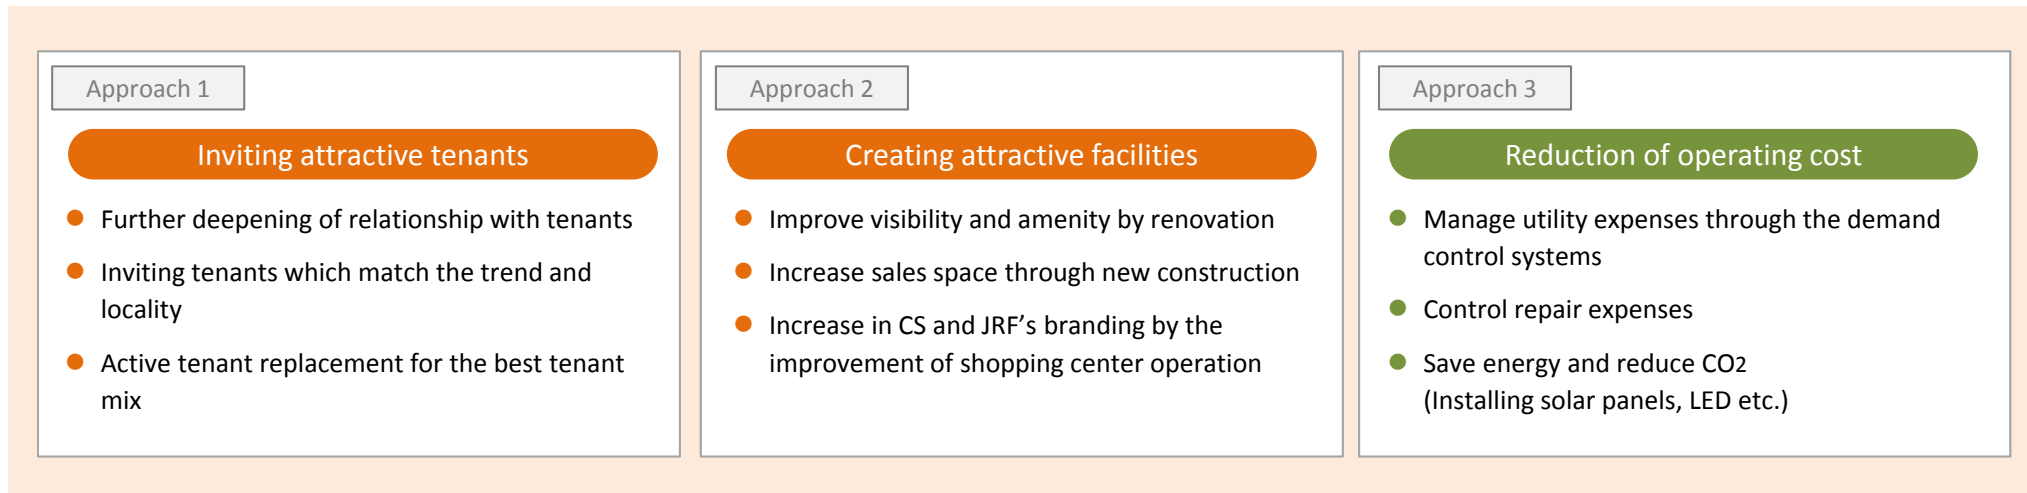 Approach 1
Inviting attractive tenants
Further deepening of relationship with tenants
Inviting tenants which match the trend and
locality
Active tenant replacement for the best tenant
mix
Approach 2
Creating attractive facilities
Improve visibility and amenity by renovation
Increase sales space through new construction
Increase in CS and JRF’s branding by the
improvement of shopping center operation
Approach 3
Reduction of operating cost
Manage utility expenses through the demand
control systems
Control repair expenses
Save energy and reduce CO2
(Installing solar panels, LED etc.)